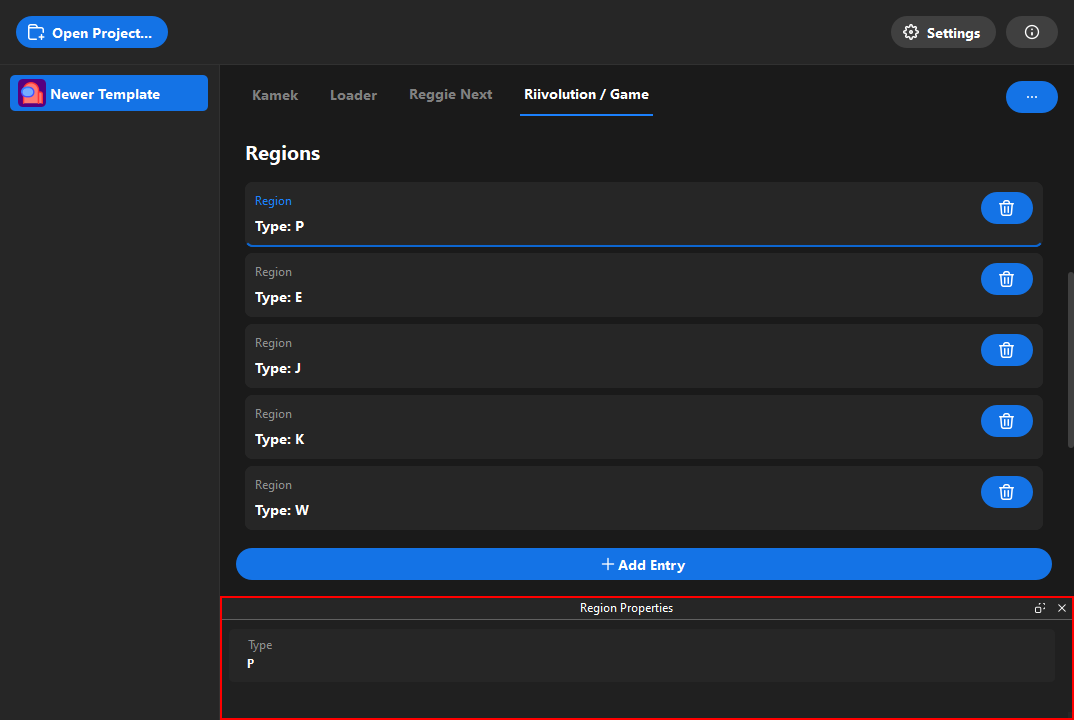 Open Project...
Settings
Newer Template
Kamek
Loader
Reggie Next
Riivolution / Game
...
Regions
Region
Type: P
Region
Type: E
Region
Type: J
Region
Type: K
Region
Type: W
Add Entry
Region Properties
Type
P